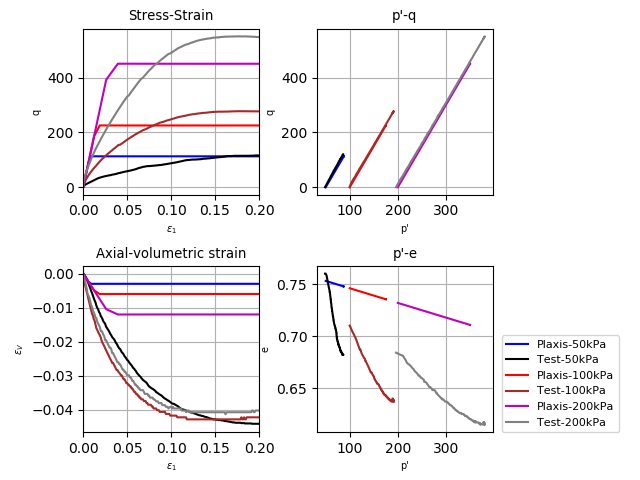 Stress-Strain
p'-q
q
400
200
0
0.00 0.05 0.10 0.15 0.20
ε₁
q
400
200
0
100 200 300
p'
Axial-volumetric strain
p'-e
εᵥ
0.00
−0.01
−0.02
−0.03
−0.04
0.00 0.05 0.10 0.15 0.20
ε₁
e
0.75
0.70
0.65
100 200 300
p'
Plaxis-50kPa
Test-50kPa
Plaxis-100kPa
Test-100kPa
Plaxis-200kPa
Test-200kPa